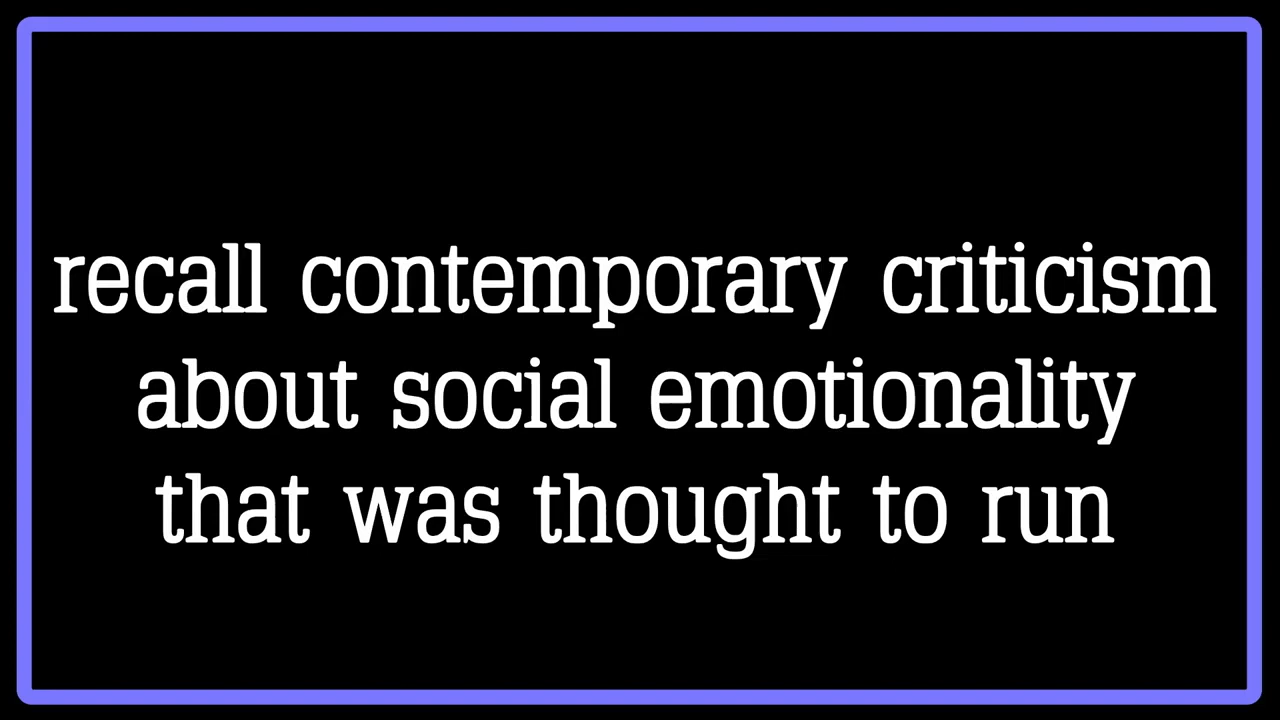 recall contemporary criticism
about social emotionality
that was thought to run